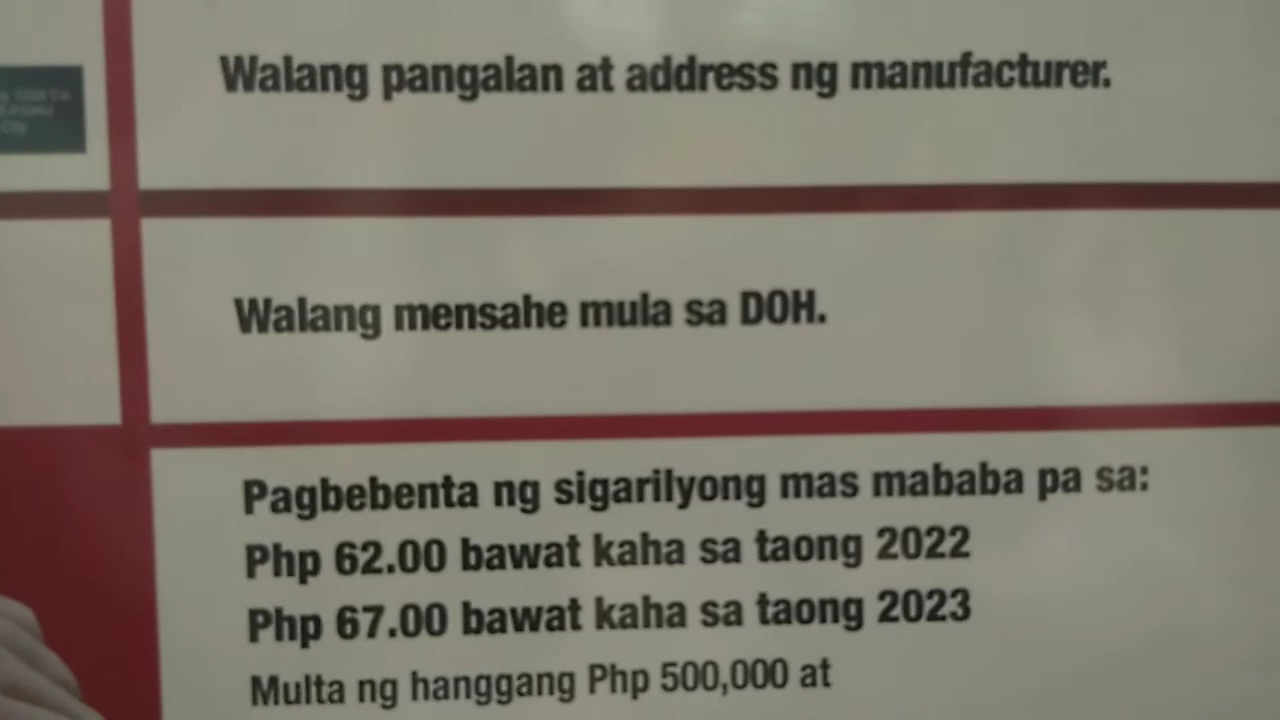 Walang pangalan at address ng manufacturer.
City
Walang mensahe mula sa DOH.
Pagbebenta ng sigarilyong mas mababa pa sa:
Php 62.00 bawat kaha sa taong 2022
Php 67.00 bawat kaha sa taong 2023
Multa ng hanggang Php 500,000 at